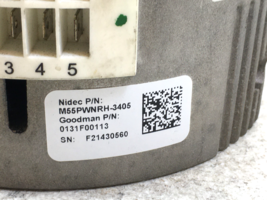 3 4 5
Nidec P/N:
M55PWNRH-3405
Goodman P/N:
0131F00113
SN: F21430560